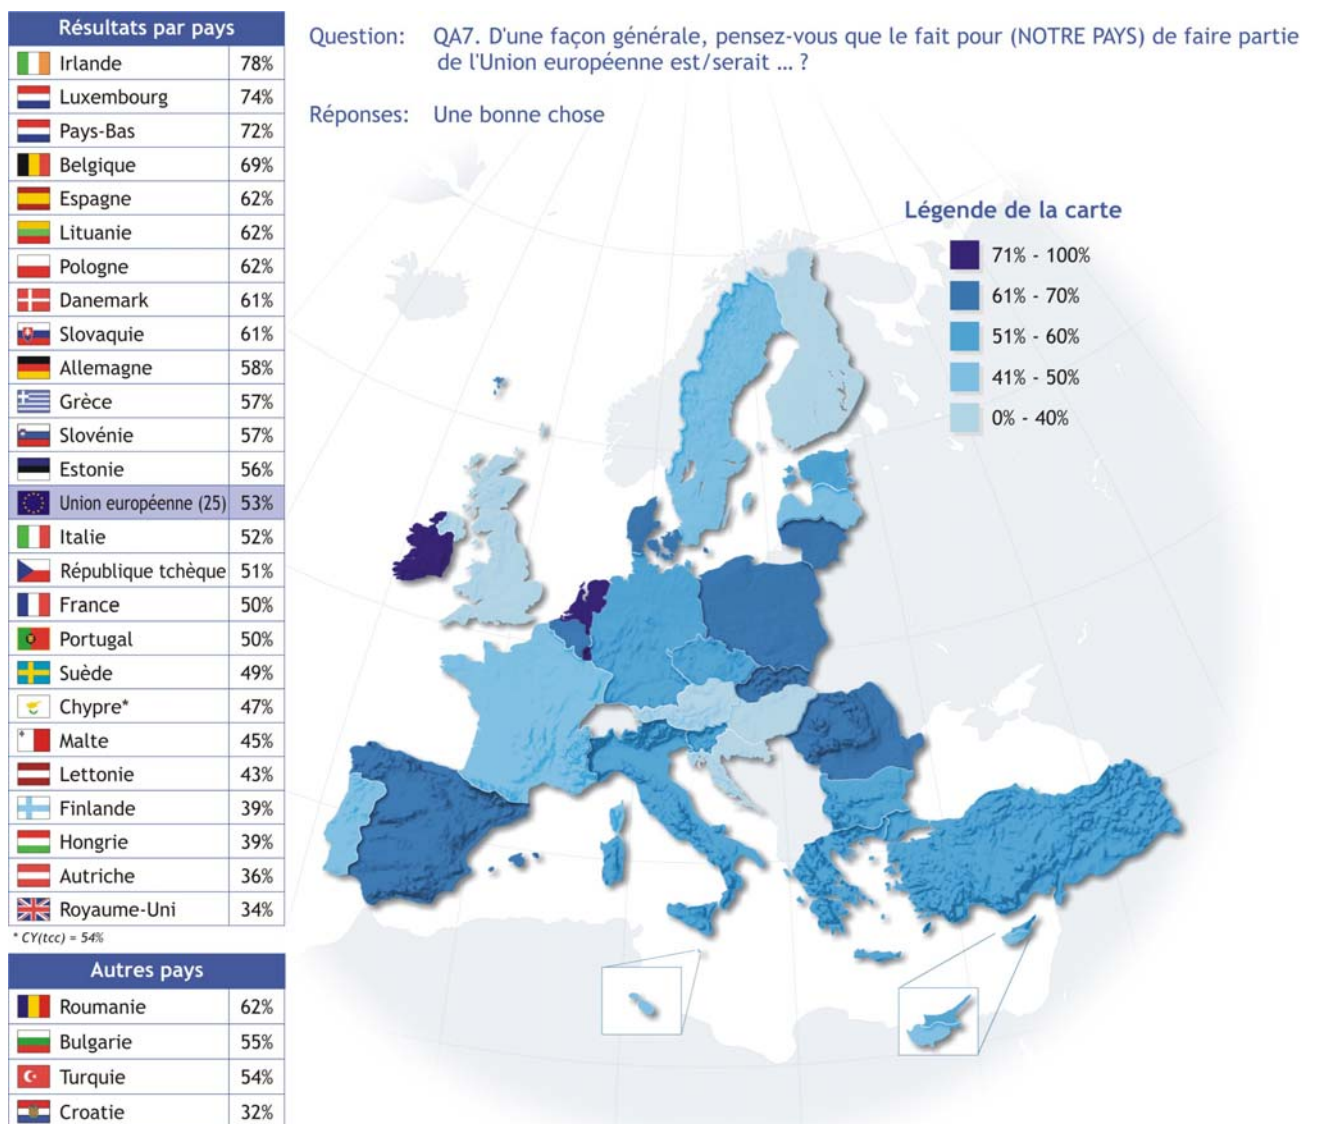 Résultats par pays
Irlande 78%
Luxembourg 74%
Pays-Bas 72%
Belgique 69%
Espagne 62%
Lituanie 62%
Pologne 62%
Danemark 61%
Slovaquie 61%
Allemagne 58%
Grèce 57%
Slovénie 57%
Estonie 56%
Union européenne (25) 53%
Italie 52%
République tchèque 51%
France 50%
Portugal 50%
Suède 49%
Chypre* 47%
Malte 45%
Lettonie 43%
Finlande 39%
Hongrie 39%
Autriche 36%
Royaume-Uni 34%
* CY(tcc) = 54%
Autres pays
Roumanie 62%
Bulgarie 55%
Turquie 54%
Croatie 32%
Question: QA7. D'une façon générale, pensez-vous que le fait pour (NOTRE PAYS) de faire partie
de l'Union européenne est/serait ... ?
Réponses: Une bonne chose
Légende de la carte
71% - 100%
61% - 70%
51% - 60%
41% - 50%
0% - 40%